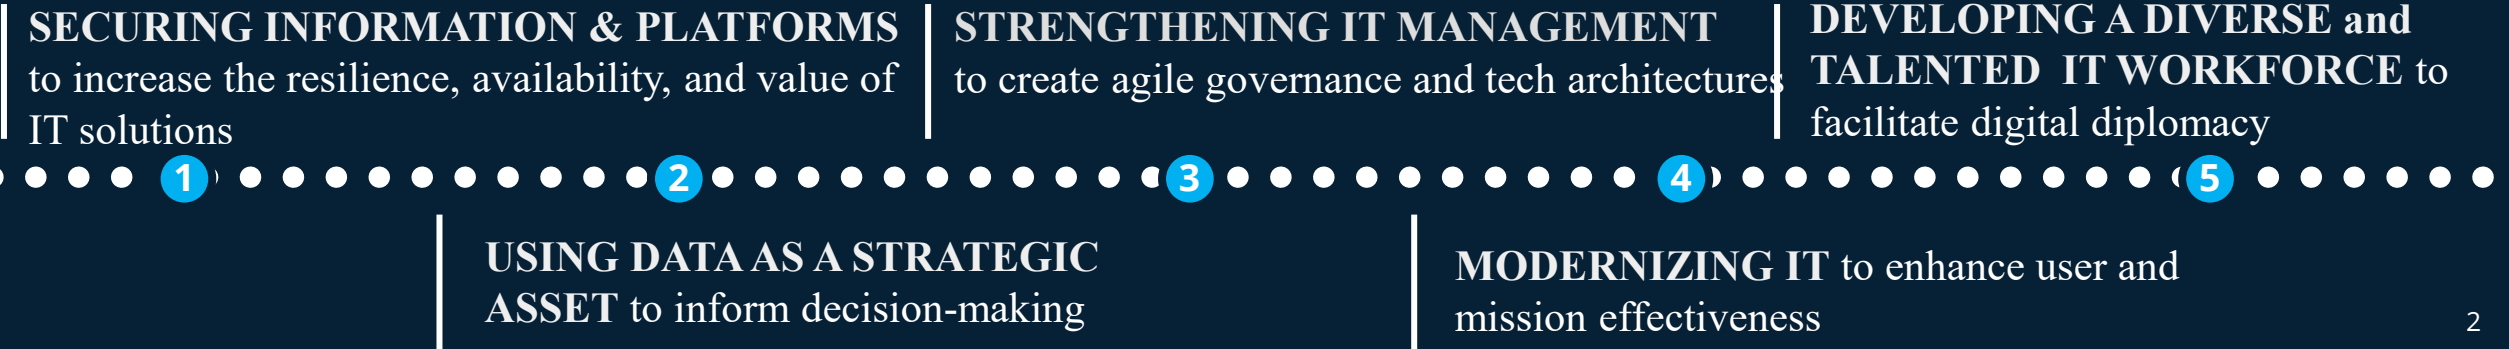 SECURING INFORMATION & PLATFORMS
to increase the resilience, availability, and value of
IT solutions
STRENGTHENING IT MANAGEMENT
to create agile governance and tech architectures
DEVELOPING A DIVERSE and
TALENTED IT WORKFORCE to
facilitate digital diplomacy
1 2 3 4 5
USING DATA AS A STRATEGIC
ASSET to inform decision-making
MODERNIZING IT to enhance user and
mission effectiveness
2